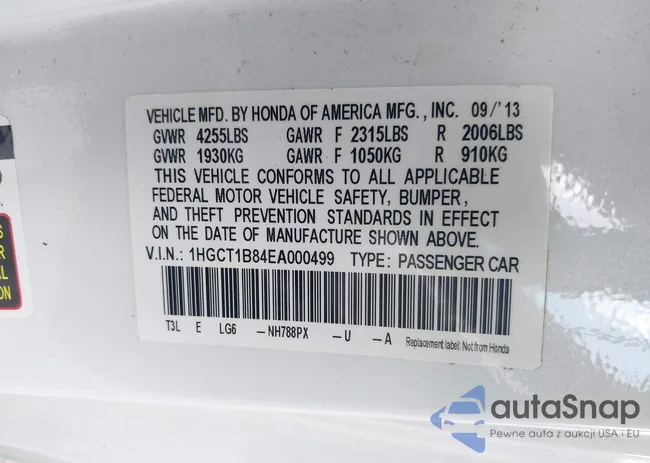 VEHICLE MFD. BY HONDA OF AMERICA MFG., INC. 09/'13
GVWR 4255LBS GAWR F 2315LBS R 2006LBS
GVWR 1930KG GAWR F 1050KG R 910KG
THIS VEHICLE CONFORMS TO ALL APPLICABLE
FEDERAL MOTOR VEHICLE SAFETY, BUMPER,
AND THEFT PREVENTION STANDARDS IN EFFECT
ON THE DATE OF MANUFACTURE SHOWN ABOVE.
V.I.N.: 1HGCT1B84EA000499 TYPE: PASSENGER CAR
T3L E LG6 -NH788PX -U -A Replacement label: Not from Honda
autaSnap
Pewne auta z aukcji USA i EU